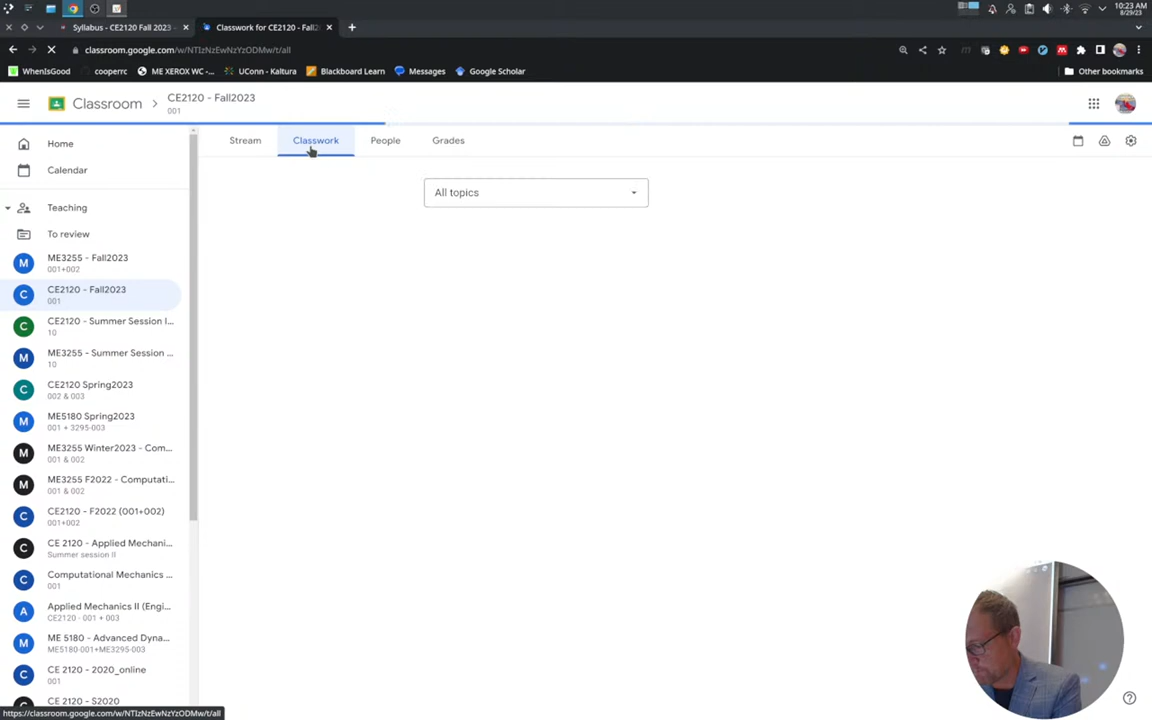 10:23 AM
8/29/23
Syllabus - CE2120 Fall 2023
Classwork for CE2120 - Fall2
classroom.google.com/w/NTIzNzEwNzYzODMw/t/all
WhenIsGood
cooperrc
ME XEROX WC -...
UConn - Kaltura
Blackboard Learn
Messages
Google Scholar
Other bookmarks
Classroom
CE2120 - Fall2023
001
Stream
Classwork
People
Grades
Home
Calendar
Teaching
To review
All topics
M
ME3255 - Fall2023
001+002
C
CE2120 - Fall2023
001
C
CE2120 - Summer Session I...
10
M
ME3255 - Summer Session ...
10
C
CE2120 Spring2023
002 & 003
M
ME5180 Spring2023
001 + 3295-003
M
ME3255 Winter2023 - Com...
001 & 002
M
ME3255 F2022 - Computati...
001 & 002
C
CE2120 - F2022 (001+002)
001+002
C
CE 2120 - Applied Mechani...
Summer session II
C
Computational Mechanics ...
001
A
Applied Mechanics II (Engi...
CE2120 - 001 + 003
M
ME 5180 - Advanced Dyna...
ME5180-001+ME3295-003
C
CE 2120 - 2020_online
001
C
CE 2120 - S2020
https://classroom.google.com/w/NTIzNzEwNzYzODMw/t/all